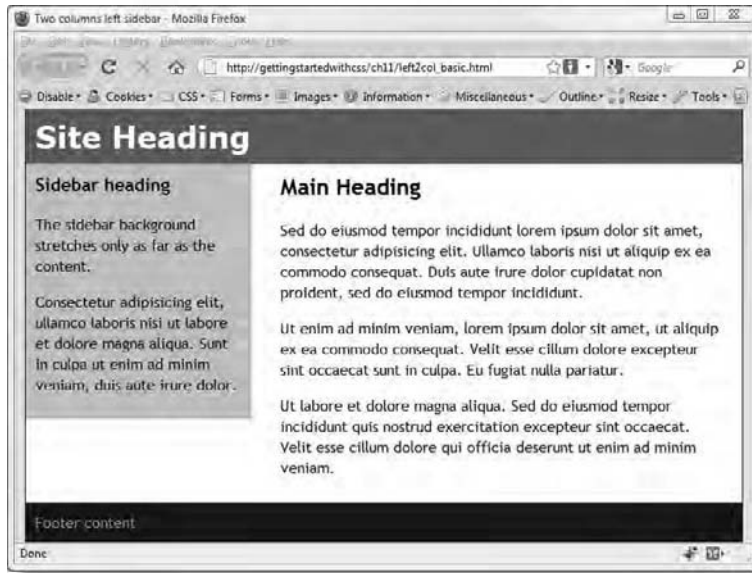 Two columns left sidebar - Mozilla Firefox
http://gettingstartedwithcss/ch11/left2col_basic.html
Google
Disable Cookies CSS Forms Images Information Miscellaneous Outline Resize Tools
Site Heading
Sidebar heading
The sidebar background
stretches only as far as the
content.
Consectetur adipisicing elit,
ullamco laboris nisi ut labore
et dolore magna aliqua. Sunt
in culpa ut enim ad minim
veniam, duis aute irure dolor.
Main Heading
Sed do eiusmod tempor incididunt lorem ipsum dolor sit amet,
consectetur adipisicing elit. Ullamco laboris nisi ut aliquip ex ea
commodo consequat. Duis aute irure dolor cupidatat non
proident, sed do eiusmod tempor incididunt.
Ut enim ad minim veniam, lorem ipsum dolor sit amet, ut aliquip
ex ea commodo consequat. Velit esse cillum dolore excepteur
sint occaecat sunt in culpa. Eu fugiat nulla pariatur.
Ut labore et dolore magna aliqua. Sed do eiusmod tempor
incididunt quis nostrud exercitation excepteur sint occaecat.
Velit esse cillum dolore qui officia deserunt ut enim ad minim
veniam.
Footer content
Done